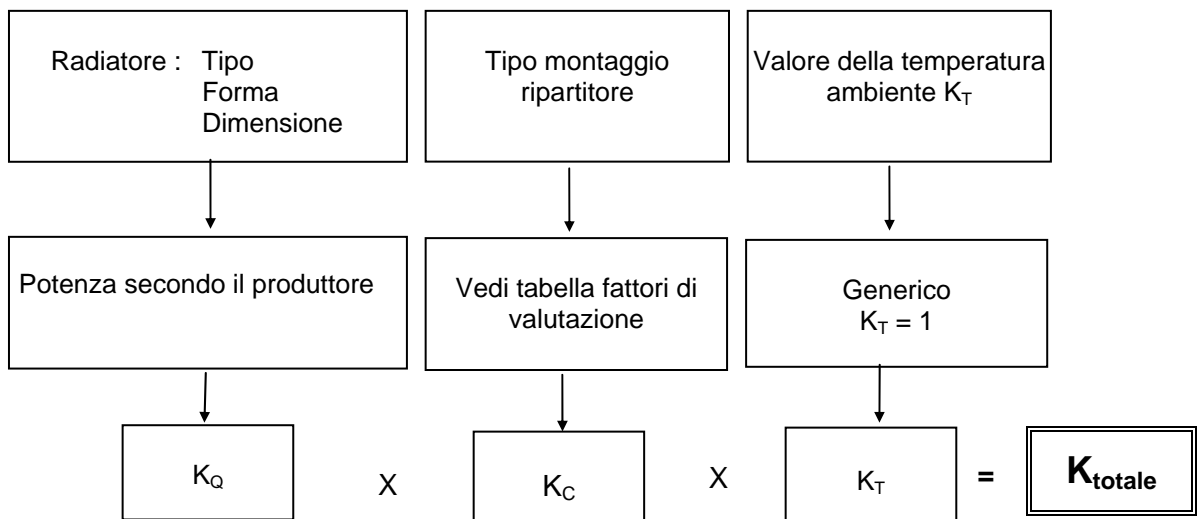 Radiatore : Tipo
Forma
Dimensione
Tipo montaggio
ripartitore
Valore della temperatura
ambiente K_T
Potenza secondo il produttore
Vedi tabella fattori di
valutazione
Generico
K_T = 1
K_Q X K_C X K_T = K_totale